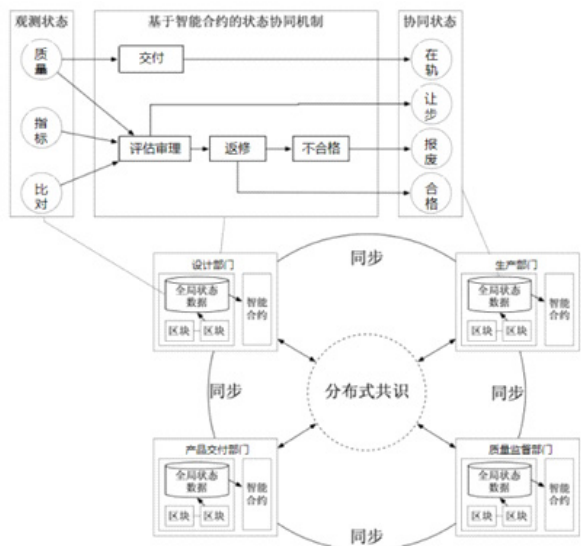 观测状态
基于智能合约的状态协同机制
协同状态
质量
交付
在轨
让步
指标
评估审理
返修
不合格
报废
比对
合格
设计部门
全局状态数据
智能合约
区块
区块
同步
生产部门
全局状态数据
智能合约
区块
区块
同步
分布式共识
同步
产品交付部门
全局状态数据
智能合约
区块
区块
质量监督部门
全局状态数据
智能合约
区块
区块
同步